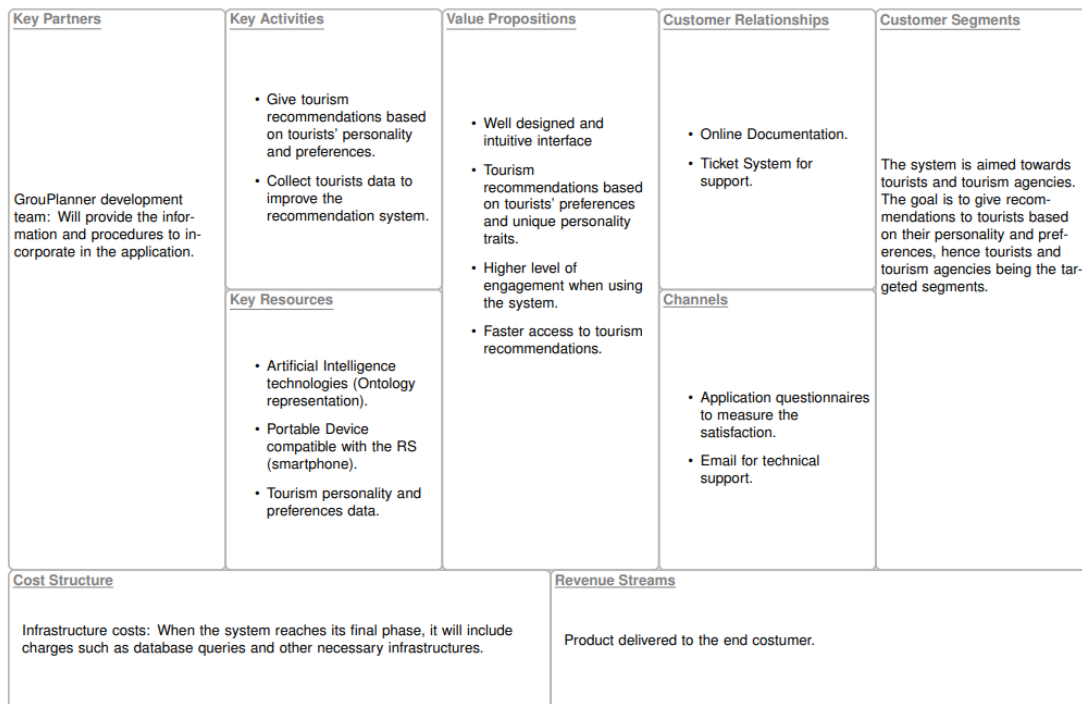 Key Partners
GrouPlanner development
team: Will provide the infor-
mation and procedures to in-
corporate in the application.
Key Activities
• Give tourism
recommendations based
on tourists' personality
and preferences.
• Collect tourists data to
improve the
recommendation system.
Key Resources
• Artificial Intelligence
technologies (Ontology
representation).
• Portable Device
compatible with the RS
(smartphone).
• Tourism personality and
preferences data.
Value Propositions
• Well designed and
intuitive interface
• Tourism
recommendations based
on tourists' preferences
and unique personality
traits.
• Higher level of
engagement when using
the system.
• Faster access to tourism
recommendations.
Customer Relationships
• Online Documentation.
• Ticket System for
support.
Channels
• Application questionnaires
to measure the
satisfaction.
• Email for technical
support.
Customer Segments
The system is aimed towards
tourists and tourism agencies.
The goal is to give recom-
mendations to tourists based
on their personality and pref-
erences, hence tourists and
tourism agencies being the tar-
geted segments.
Cost Structure
Infrastructure costs: When the system reaches its final phase, it will include
charges such as database queries and other necessary infrastructures.
Revenue Streams
Product delivered to the end costumer.